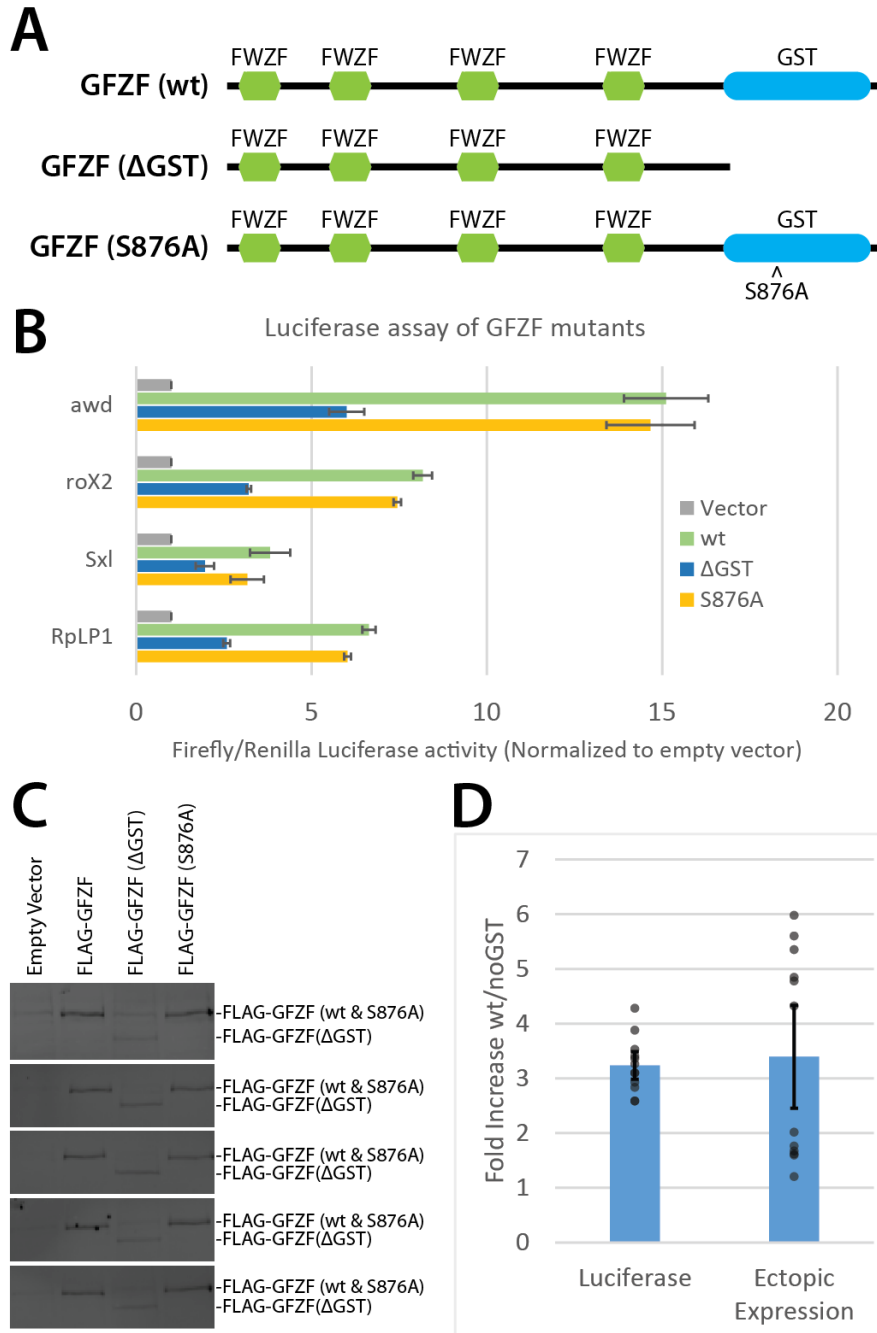 A
FWZF FWZF FWZF FWZF GST
GFZF (wt)
FWZF FWZF FWZF FWZF
GFZF (ΔGST)
FWZF FWZF FWZF FWZF GST
GFZF (S876A)
^
S876A
B
Luciferase assay of GFZF mutants
awd
roX2
Sxl
RpLP1
Vector
wt
ΔGST
S876A
0 5 10 15 20
Firefly/Renilla Luciferase activity (Normalized to empty vector)
C
Empty Vector
FLAG-GFZF
FLAG-GFZF (ΔGST)
FLAG-GFZF (S876A)
-FLAG-GFZF (wt & S876A)
-FLAG-GFZF(ΔGST)
-FLAG-GFZF (wt & S876A)
-FLAG-GFZF(ΔGST)
-FLAG-GFZF (wt & S876A)
-FLAG-GFZF(ΔGST)
-FLAG-GFZF (wt & S876A)
-FLAG-GFZF(ΔGST)
-FLAG-GFZF (wt & S876A)
-FLAG-GFZF(ΔGST)
D
Fold Increase wt/noGST
7
6
5
4
3
2
1
0
Luciferase
Ectopic
Expression